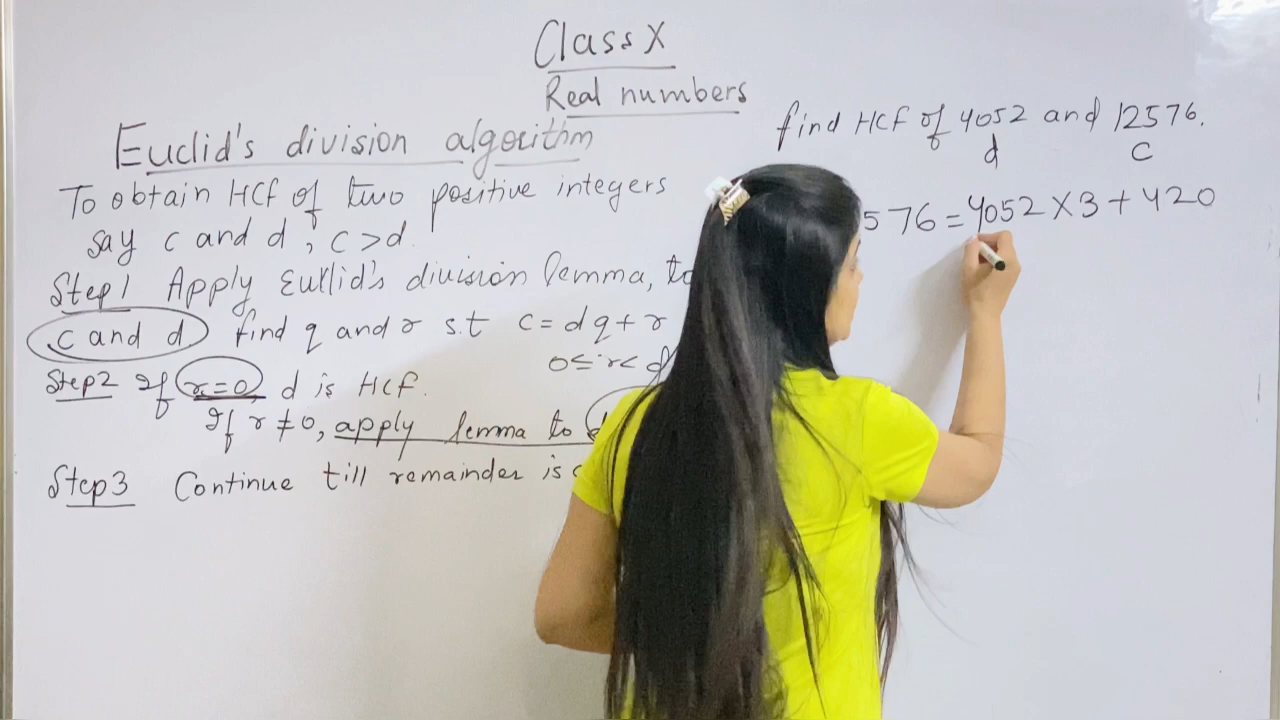 Class X
Real numbers
Euclid's division algorithm
To obtain HCF of two positive integers
say c and d, c>d.
Step1 Apply Euclid's division lemma, to
c and d find q and r s.t c=dq+r
0≤r<d
Step2 If r=0, d is HCF.
If r≠0, apply lemma to
Step3 Continue till remainder is
find HCF of 4052 and 12576.
d c
576=4052×3+420